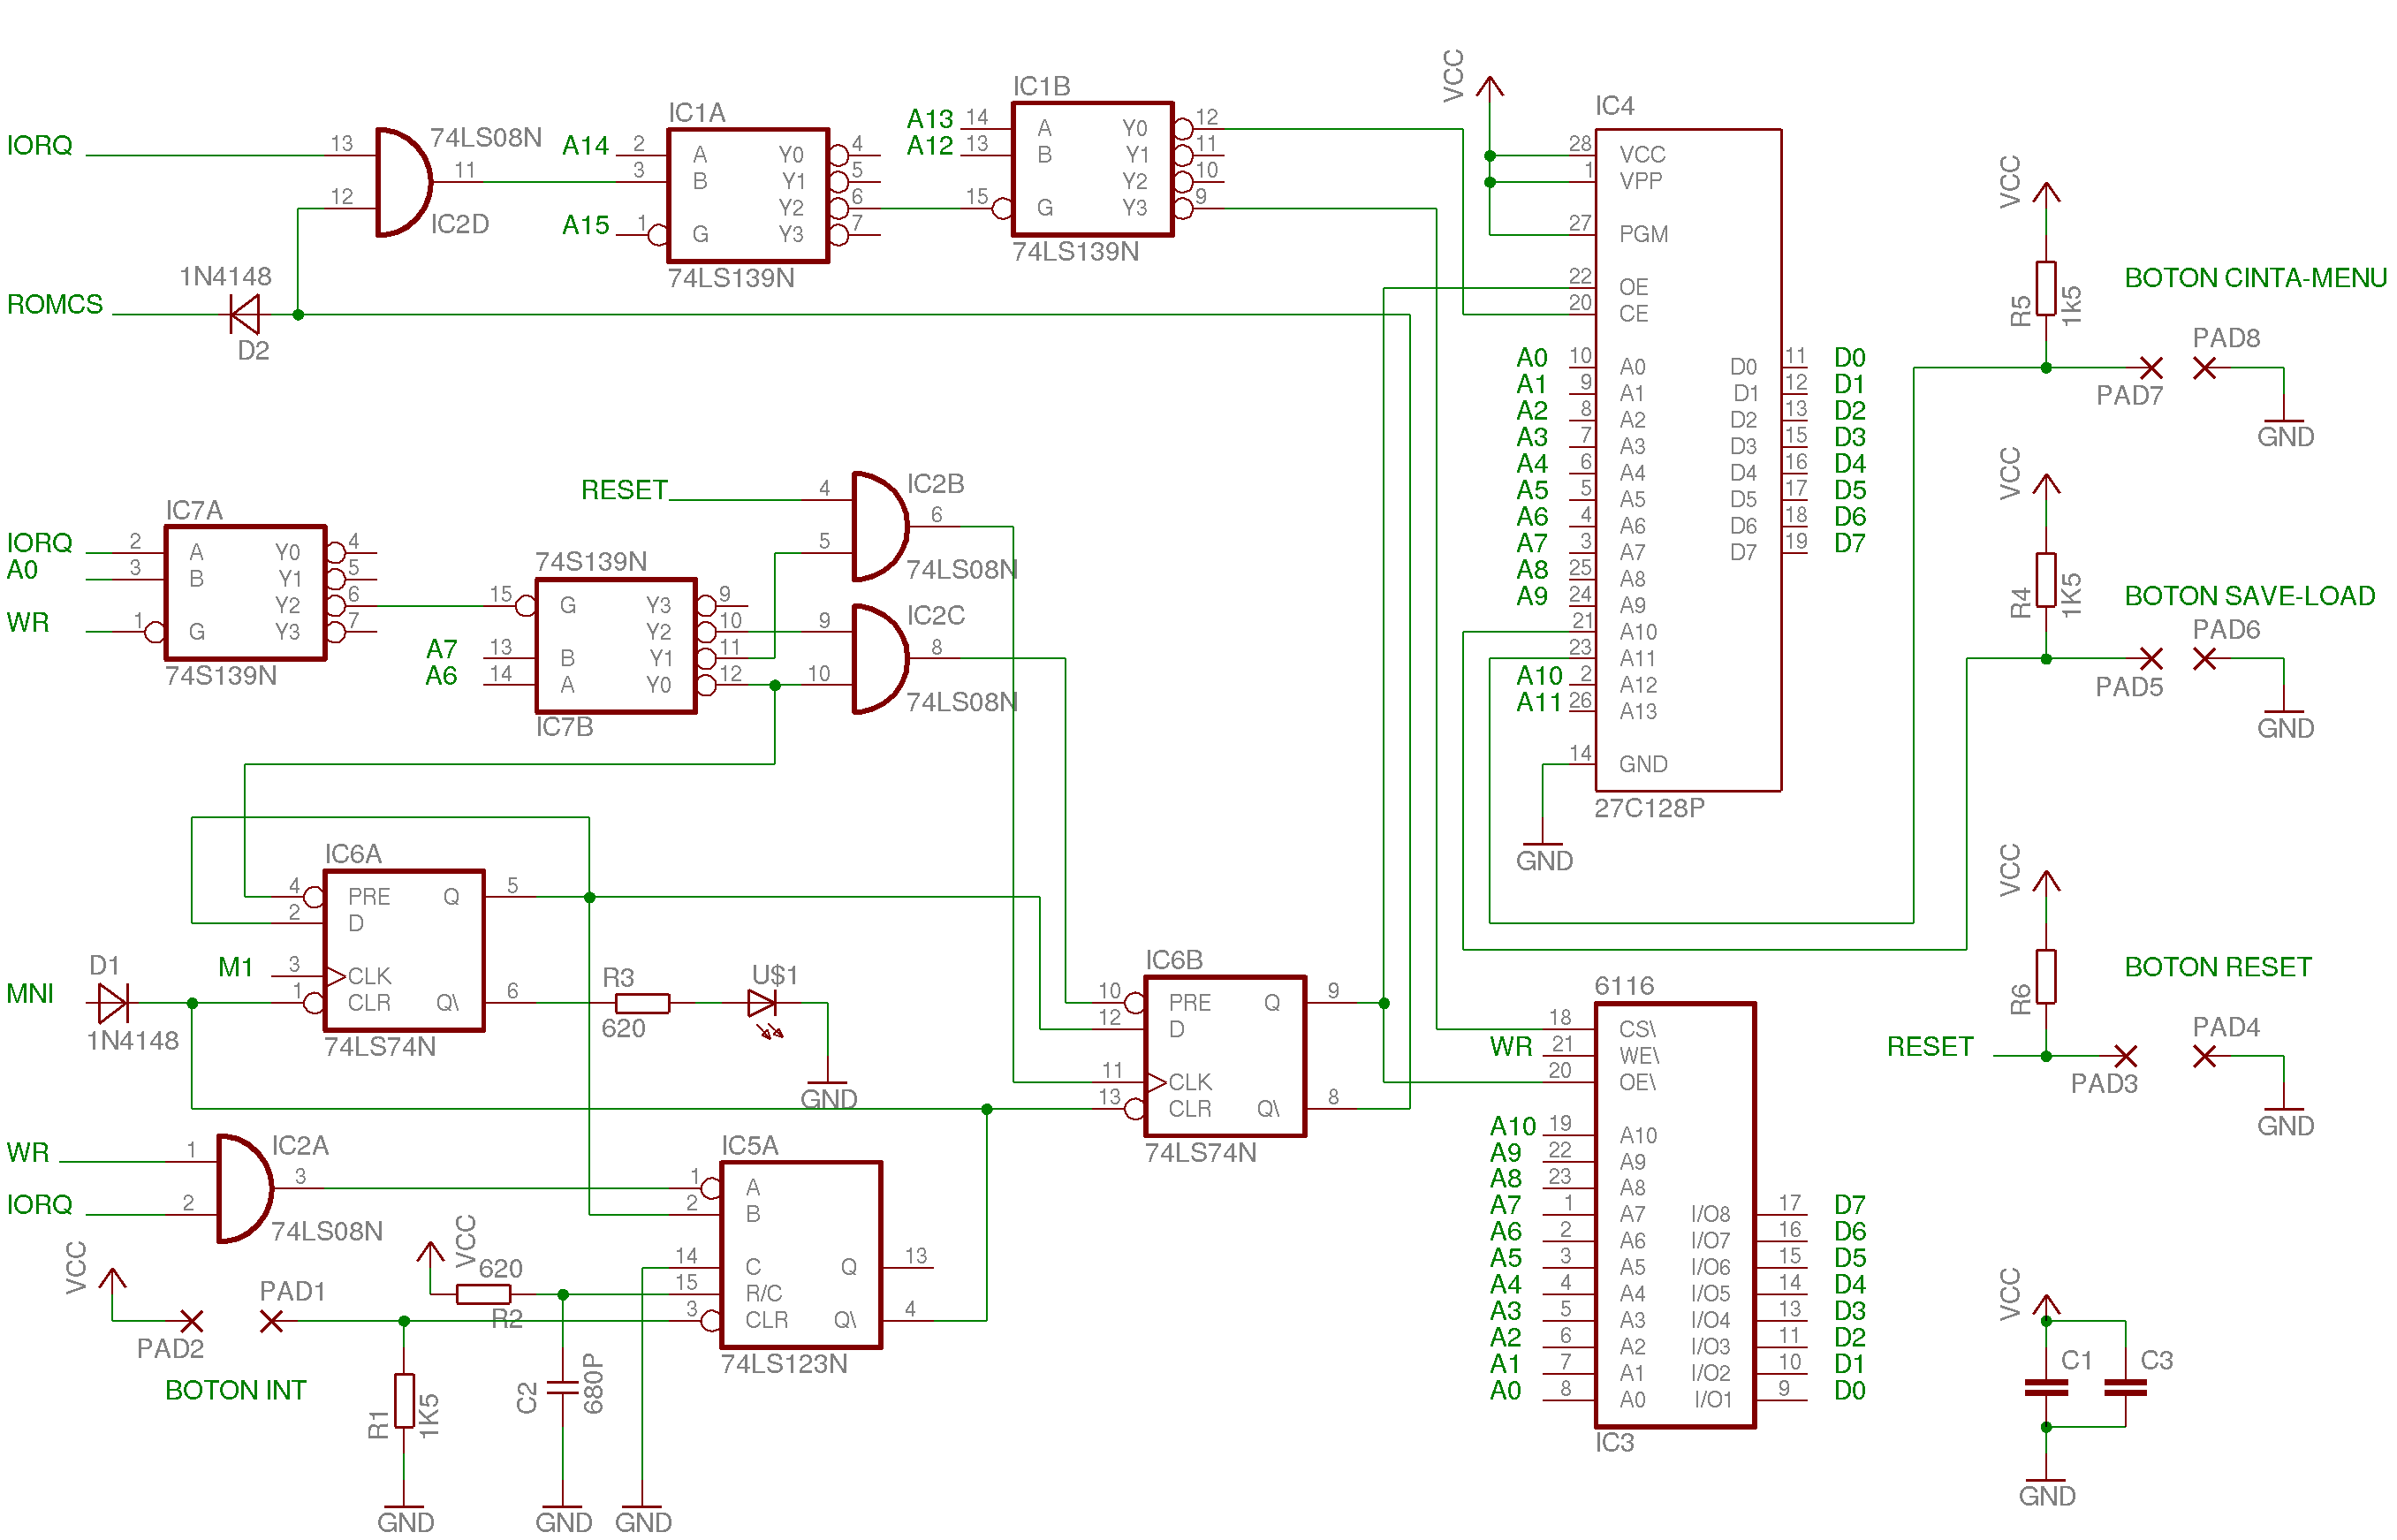 IORQ
13
12
11
74LS08N
IC2D
ROMCS
1N4148
D2
IC1A
A14 2 A Y0 4
3 B Y1 5
Y2 6
A15 1 G Y3 7
74LS139N
IC1B
A13 14 A Y0 12
A12 13 B Y1 11
Y2 10
15 G Y3 9
74LS139N
VCC
IC4
28 VCC
1 VPP
27 PGM
22 OE
20 CE
A0 10 A0 D0 11 D0
A1 9 A1 D1 12 D1
A2 8 A2 D2 13 D2
A3 7 A3 D3 15 D3
A4 6 A4 D4 16 D4
A5 5 A5 D5 17 D5
A6 4 A6 D6 18 D6
A7 3 A7 D7 19 D7
A8 25 A8
A9 24 A9
21 A10
23 A11
A10 2 A12
A11 26 A13
14 GND
27C128P
GND
VCC
R5
1k5
BOTON CINTA-MENU
PAD8
PAD7
GND
VCC
R4
1K5
BOTON SAVE-LOAD
PAD6
PAD5
GND
IC7A
IORQ 2 A Y0 4
A0 3 B Y1 5
Y2 6
WR 1 G Y3 7
74S139N
74S139N
15 G Y3 9
Y2 10
A7 13 B Y1 11
A6 14 A Y0 12
IC7B
RESET 4
5
6
IC2B
74LS08N
9
10
8
IC2C
74LS08N
IC6A
4 PRE Q 5
2 D
M1 3 CLK
1 CLR Q\ 6
74LS74N
MNI
D1
1N4148
R3
620
U$1
GND
IC6B
10 PRE Q 9
12 D
11 CLK
13 CLR Q\ 8
74LS74N
WR 1
IORQ 2
3
IC2A
74LS08N
VCC
PAD2
PAD1
BOTON INT
R1
1K5
GND
VCC
620
R2
C2
680P
GND
GND
IC5A
1 A
2 B
14 C Q 13
15 R/C
3 CLR Q\ 4
74LS123N
6116
18 CS\
WR 21 WE\
20 OE\
A10 19 A10
A9 22 A9
A8 23 A8
A7 1 A7 I/O8 17 D7
A6 2 A6 I/O7 16 D6
A5 3 A5 I/O6 15 D5
A4 4 A4 I/O5 14 D4
A3 5 A3 I/O4 13 D3
A2 6 A2 I/O3 11 D2
A1 7 A1 I/O2 10 D1
A0 8 A0 I/O1 9 D0
IC3
VCC
R6
BOTON RESET
RESET
PAD4
PAD3
GND
VCC
C1
C3
GND